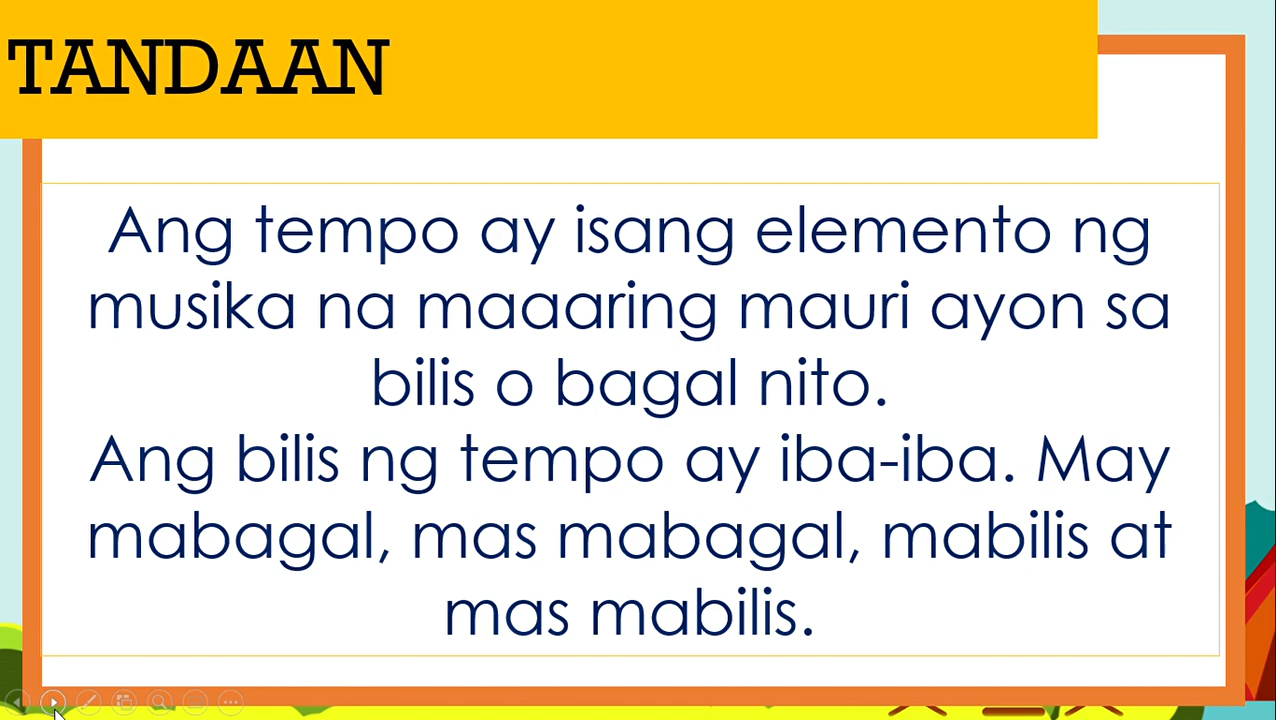 TANDAAN
Ang tempo ay isang elemento ng
musika na maaaring mauri ayon sa
bilis o bagal nito.
Ang bilis ng tempo ay iba-iba. May
mabagal, mas mabagal, mabilis at
mas mabilis.